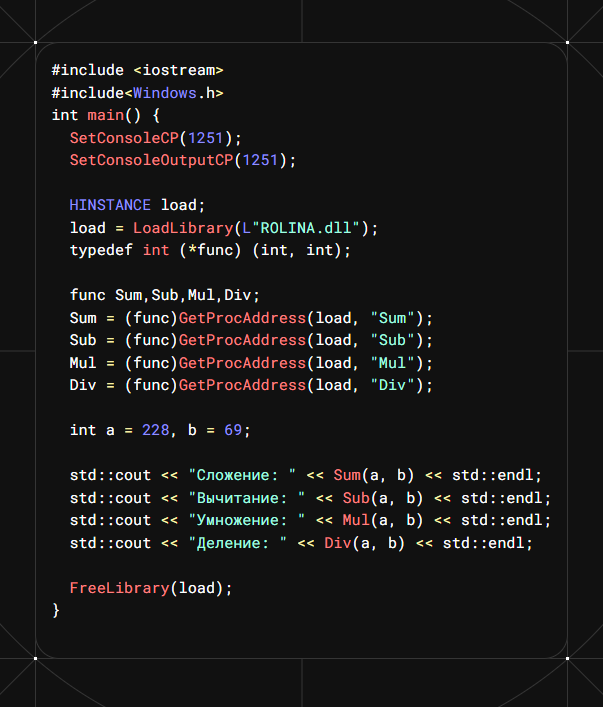 #include <iostream>
#include<Windows.h>
int main() {
SetConsoleCP(1251);
SetConsoleOutputCP(1251);
HINSTANCE load;
load = LoadLibrary(L"ROLINA.dll");
typedef int (*func) (int, int);
func Sum,Sub,Mul,Div;
Sum = (func)GetProcAddress(load, "Sum");
Sub = (func)GetProcAddress(load, "Sub");
Mul = (func)GetProcAddress(load, "Mul");
Div = (func)GetProcAddress(load, "Div");
int a = 228, b = 69;
std::cout << "Сложение: " << Sum(a, b) << std::endl;
std::cout << "Вычитание: " << Sub(a, b) << std::endl;
std::cout << "Умножение: " << Mul(a, b) << std::endl;
std::cout << "Деление: " << Div(a, b) << std::endl;
FreeLibrary(load);
}